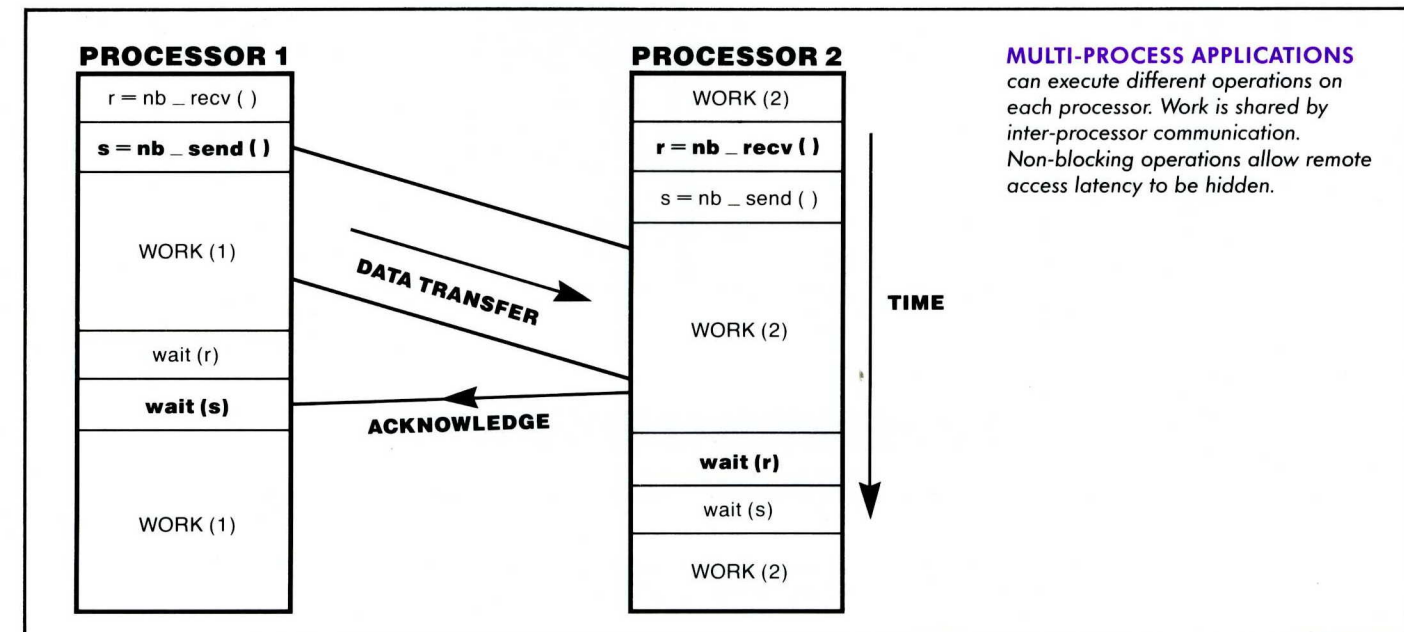 PROCESSOR 1
r = nb _ recv ( )
s = nb _ send ( )
WORK (1)
wait (r)
wait (s)
WORK (1)
DATA TRANSFER
ACKNOWLEDGE
PROCESSOR 2
WORK (2)
r = nb _ recv ( )
s = nb _ send ( )
WORK (2)
wait (r)
wait (s)
WORK (2)
TIME
MULTI-PROCESS APPLICATIONS
can execute different operations on
each processor. Work is shared by
inter-processor communication.
Non-blocking operations allow remote
access latency to be hidden.